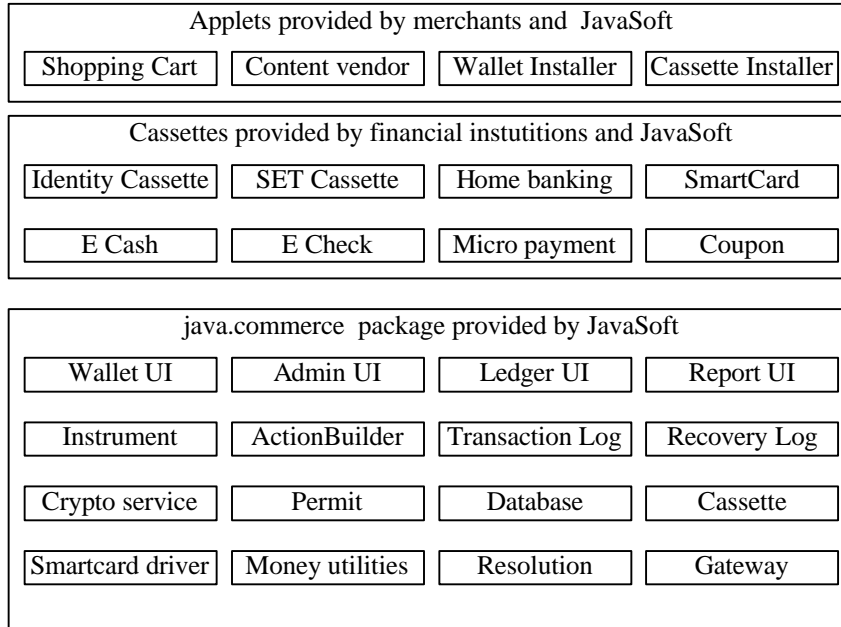 Applets provided by merchants and JavaSoft
Shopping Cart Content vendor Wallet Installer Cassette Installer
Cassettes provided by financial instutitions and JavaSoft
Identity Cassette SET Cassette Home banking SmartCard
E Cash E Check Micro payment Coupon
java.commerce package provided by JavaSoft
Wallet UI Admin UI Ledger UI Report UI
Instrument ActionBuilder Transaction Log Recovery Log
Crypto service Permit Database Cassette
Smartcard driver Money utilities Resolution Gateway